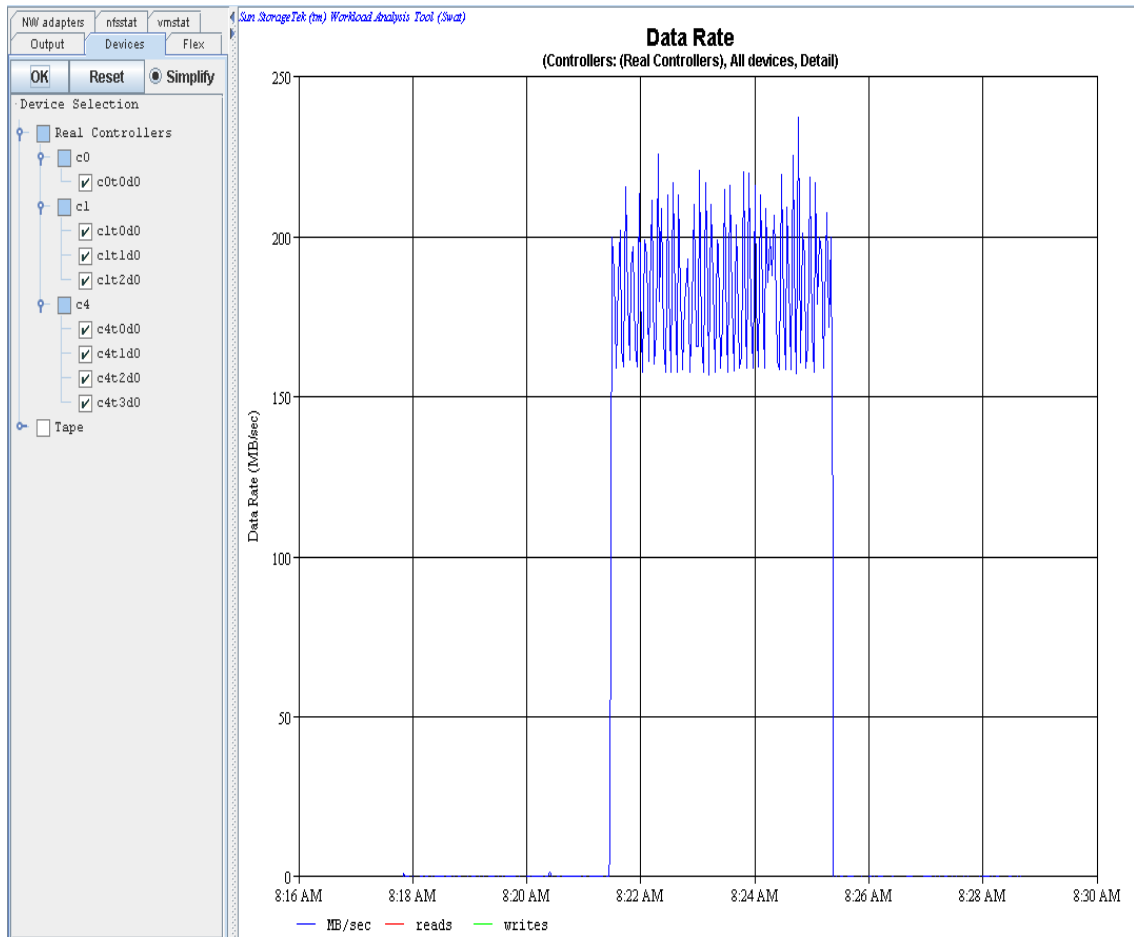 NW adapters nfsstat vmstat
Output Devices Flex
OK Reset Simplify
Device Selection
Real Controllers
c0
c0t0d0
c1
c1t0d0
c1t1d0
c1t2d0
c4
c4t0d0
c4t1d0
c4t2d0
c4t3d0
Tape
Sun StorageTek (tm) Workload Analysis Tool (Swat)
Data Rate
(Controllers: (Real Controllers), All devices, Detail)
Data Rate (MB/sec)
250
200
150
100
50
0
8:16 AM 8:18 AM 8:20 AM 8:22 AM 8:24 AM 8:26 AM 8:28 AM 8:30 AM
MB/sec reads writes